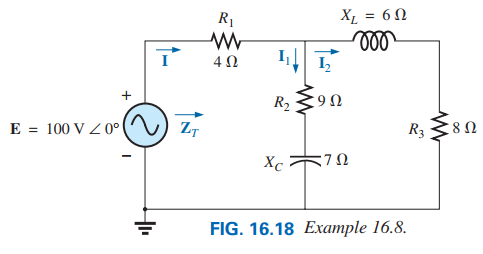 R1
XL = 6 Ω
I
4 Ω
I1
I2
+
R2
9 Ω
E = 100 V ∠ 0°
ZT
R3
8 Ω
–
XC
7 Ω
FIG. 16.18 Example 16.8.